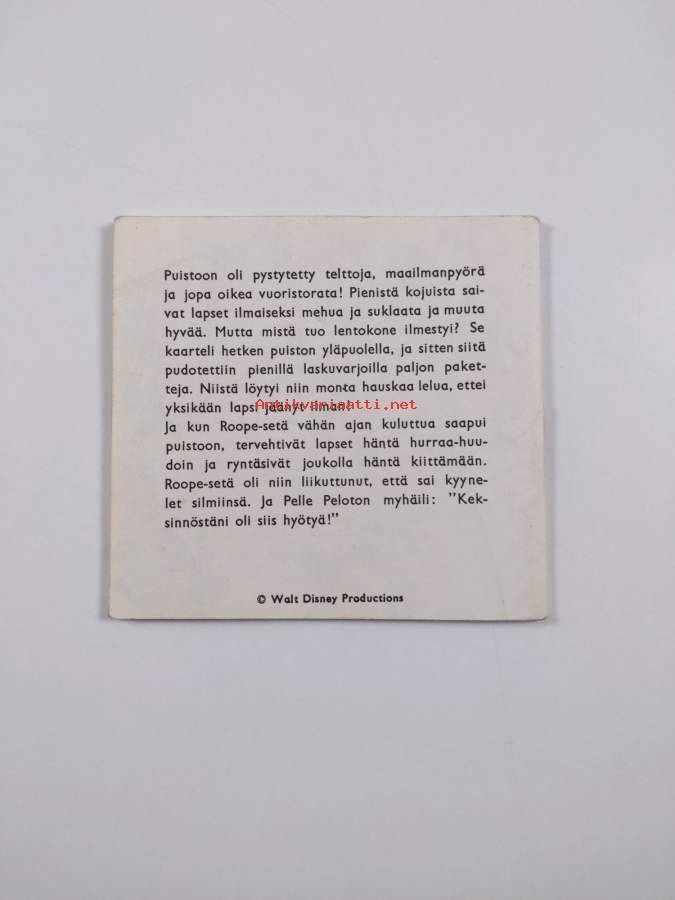 Puistoon oli pystytetty telttoja, maailmanpyörä
ja jopa oikea vuoristorata! Pienistä kojuista sai-
vat lapset ilmaiseksi mehua ja suklaata ja muuta
hyvää. Mutta mistä tuo lentokone ilmestyi? Se
kaarteli hetken puiston yläpuolella, ja sitten siitä
pudotettiin pienillä laskuvarjoilla paljon paket-
teja. Niistä löytyi niin monta hauskaa lelua, ettei
yksikään lapsi jäänyt ilman!
Antikvariaatti.net
Ja kun Roope-setä vähän ajan kuluttua saapui
puistoon, tervehtivät lapset häntä hurraa-huu-
doin ja ryntäsivät joukolla häntä kiittämään.
Roope-setä oli niin liikuttunut, että sai kyyne-
let silmiinsä. Ja Pelle Peloton myhäili: ”Kek-
sinnöstäni oli siis hyötyä!”
© Walt Disney Productions